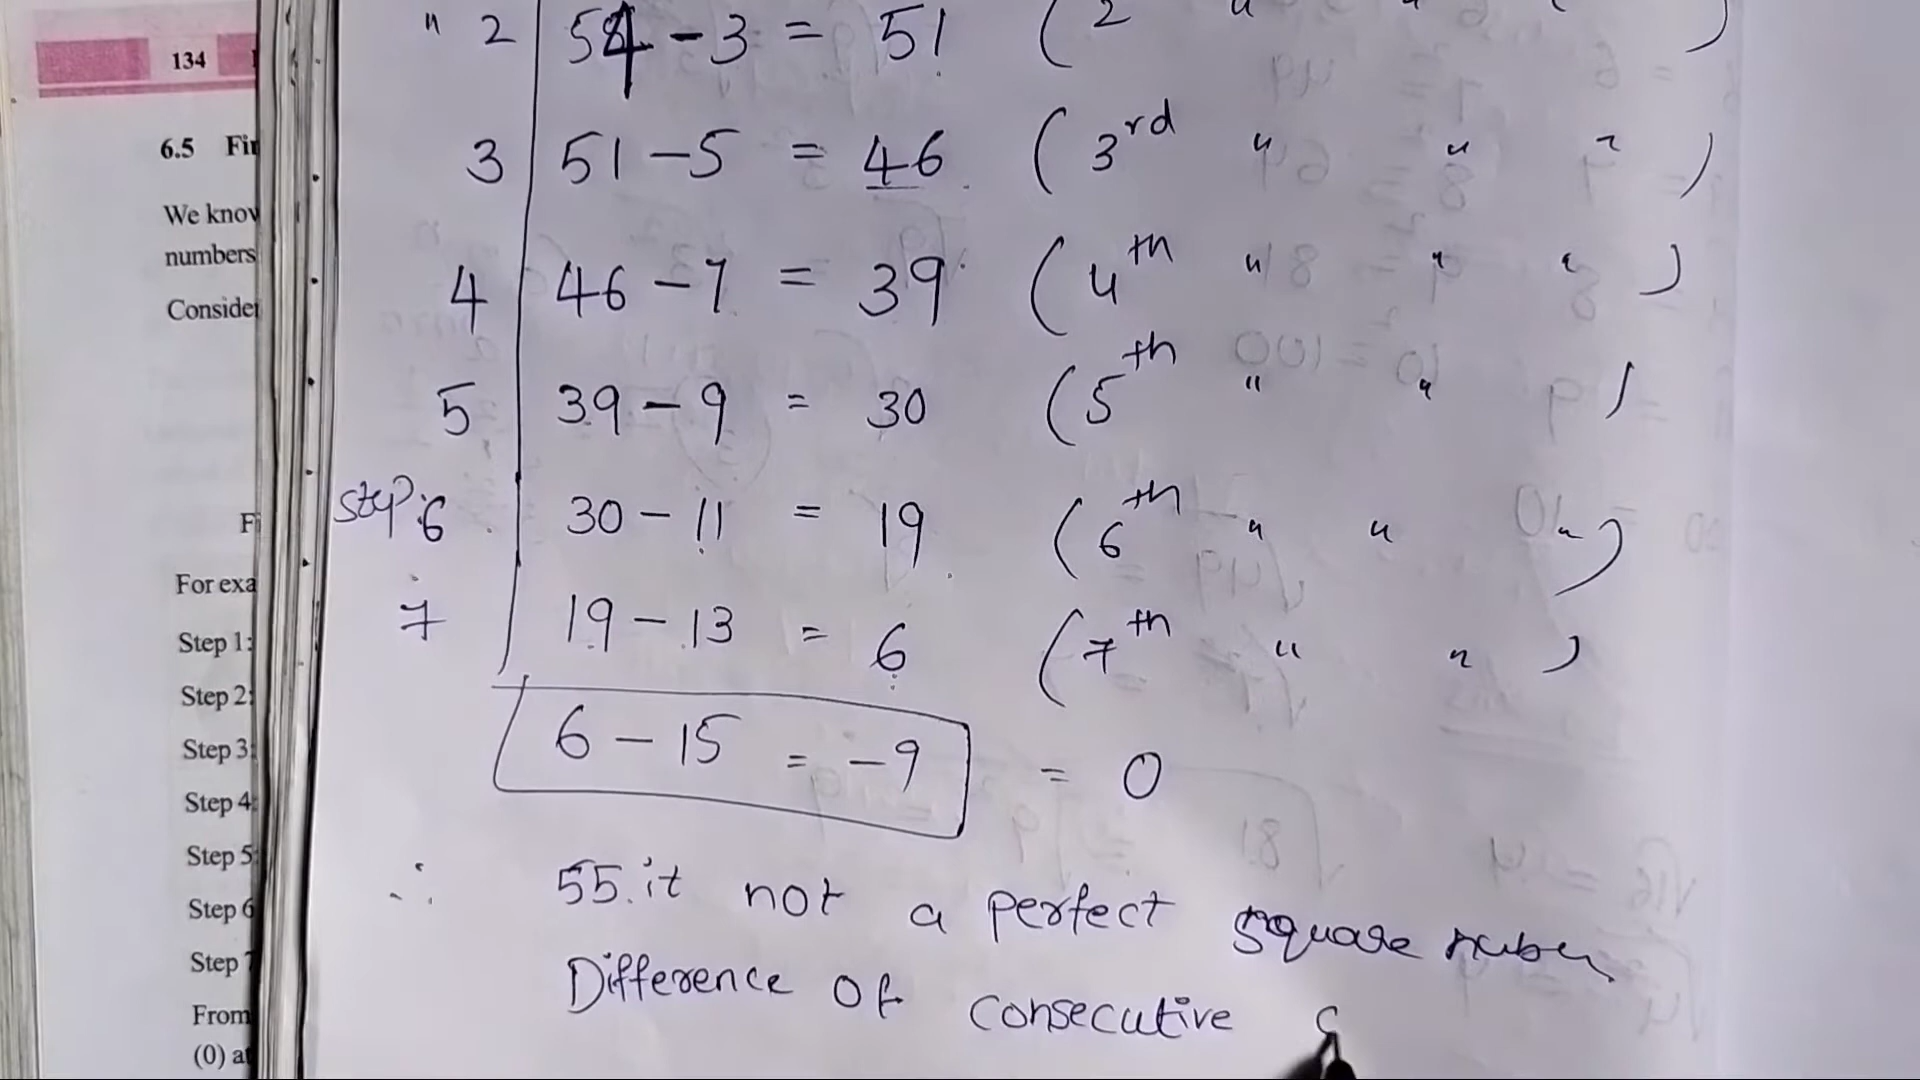 134
" 2 54 - 3 = 51 ( 2 " " " )
6.5 Fin
3 51 - 5 = 46 ( 3rd " " " )
We know
numbers
4 46 - 7 = 39 ( 4th " " " )
Consider
5 39 - 9 = 30 ( 5th " " )
step: 6 30 - 11 = 19 ( 6th " " " )
For exa
Step 1:
7 19 - 13 = 6 ( 7th " " )
Step 2:
Step 3:
6 - 15 = -9 = 0
Step 4:
Step 5:
∴ 55. it not a perfect square nuber
Step 6
Step 7
Difference of consecutive
From
(0) a